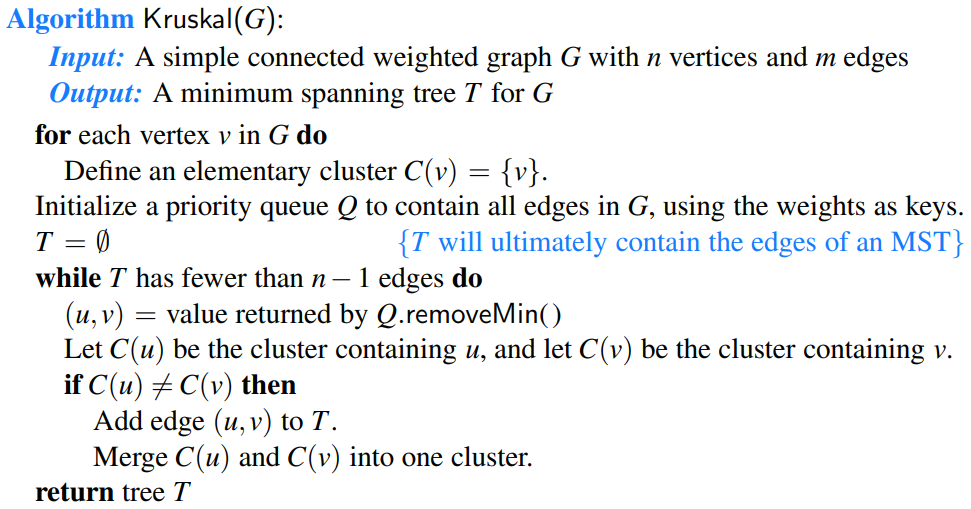 Algorithm Kruskal(G):
Input: A simple connected weighted graph G with n vertices and m edges
Output: A minimum spanning tree T for G
for each vertex v in G do
Define an elementary cluster C(v) = {v}.
Initialize a priority queue Q to contain all edges in G, using the weights as keys.
T = ∅ {T will ultimately contain the edges of an MST}
while T has fewer than n − 1 edges do
(u, v) = value returned by Q.removeMin()
Let C(u) be the cluster containing u, and let C(v) be the cluster containing v.
if C(u) ≠ C(v) then
Add edge (u, v) to T.
Merge C(u) and C(v) into one cluster.
return tree T